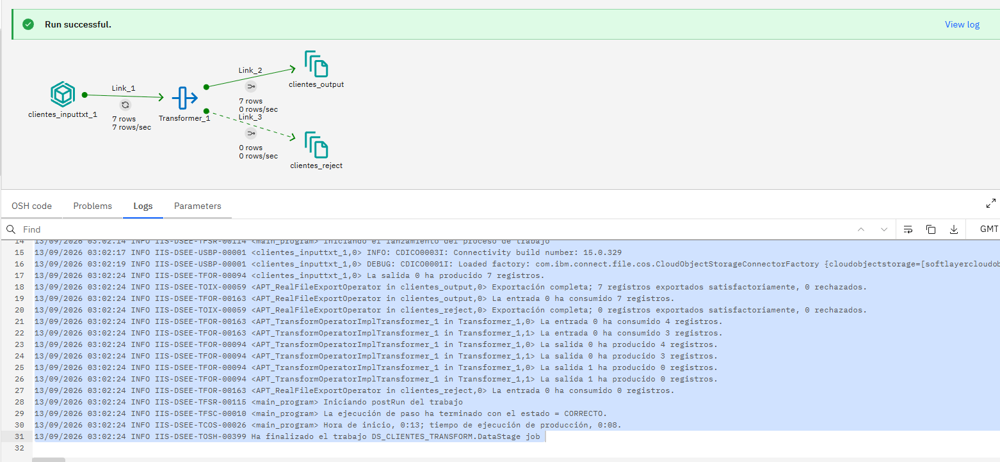 Run successful.
View log
Link_2
clientes_output
Link_1
7 rows
0 rows/sec
clientes_inputtxt_1
7 rows
7 rows/sec
Transformer_1
Link_3
0 rows
0 rows/sec
clientes_reject
OSH code Problems Logs Parameters
Find
GMT
14 13/09/2026 03:02:14 INFO IIS-DSEE-TFSR-00114 <main_program> Iniciando el lanzamiento del proceso de trabajo
15 13/09/2026 03:02:17 INFO IIS-DSEE-USBP-00001 <clientes_inputtxt_1,0> INFO: CDICO0003I: Connectivity build number: 15.0.329
16 13/09/2026 03:02:19 INFO IIS-DSEE-USBP-00001 <clientes_inputtxt_1,0> DEBUG: CDICO0001I: Loaded factory: com.ibm.connect.file.cos.CloudObjectStorageConnectorFactory {cloudobjectstorage=[softlayercloudob
17 13/09/2026 03:02:24 INFO IIS-DSEE-TFOR-00094 <clientes_inputtxt_1,0> La salida 0 ha producido 7 registros.
18 13/09/2026 03:02:24 INFO IIS-DSEE-TOIX-00059 <APT_RealFileExportOperator in clientes_output,0> Exportación completa; 7 registros exportados satisfactoriamente, 0 rechazados.
19 13/09/2026 03:02:24 INFO IIS-DSEE-TFOR-00163 <APT_RealFileExportOperator in clientes_output,0> La entrada 0 ha consumido 7 registros.
20 13/09/2026 03:02:24 INFO IIS-DSEE-TOIX-00059 <APT_RealFileExportOperator in clientes_reject,0> Exportación completa; 0 registros exportados satisfactoriamente, 0 rechazados.
21 13/09/2026 03:02:24 INFO IIS-DSEE-TFOR-00163 <APT_TransformOperatorImplTransformer_1 in Transformer_1,0> La entrada 0 ha consumido 4 registros.
22 13/09/2026 03:02:24 INFO IIS-DSEE-TFOR-00163 <APT_TransformOperatorImplTransformer_1 in Transformer_1,1> La entrada 0 ha consumido 3 registros.
23 13/09/2026 03:02:24 INFO IIS-DSEE-TFOR-00094 <APT_TransformOperatorImplTransformer_1 in Transformer_1,0> La salida 0 ha producido 4 registros.
24 13/09/2026 03:02:24 INFO IIS-DSEE-TFOR-00094 <APT_TransformOperatorImplTransformer_1 in Transformer_1,1> La salida 0 ha producido 3 registros.
25 13/09/2026 03:02:24 INFO IIS-DSEE-TFOR-00094 <APT_TransformOperatorImplTransformer_1 in Transformer_1,0> La salida 1 ha producido 0 registros.
26 13/09/2026 03:02:24 INFO IIS-DSEE-TFOR-00094 <APT_TransformOperatorImplTransformer_1 in Transformer_1,1> La salida 1 ha producido 0 registros.
27 13/09/2026 03:02:24 INFO IIS-DSEE-TFOR-00163 <APT_RealFileExportOperator in clientes_reject,0> La entrada 0 ha consumido 0 registros.
28 13/09/2026 03:02:24 INFO IIS-DSEE-TFSR-00115 <main_program> Iniciando postRun del trabajo
29 13/09/2026 03:02:24 INFO IIS-DSEE-TFSC-00010 <main_program> La ejecución de paso ha terminado con el estado = CORRECTO.
30 13/09/2026 03:02:24 INFO IIS-DSEE-TCOS-00026 <main_program> Hora de inicio, 0:13; tiempo de ejecución de producción, 0:08.
31 13/09/2026 03:02:24 INFO IIS-DSEE-TOSH-00399 Ha finalizado el trabajo DS_CLIENTES_TRANSFORM.DataStage job
32